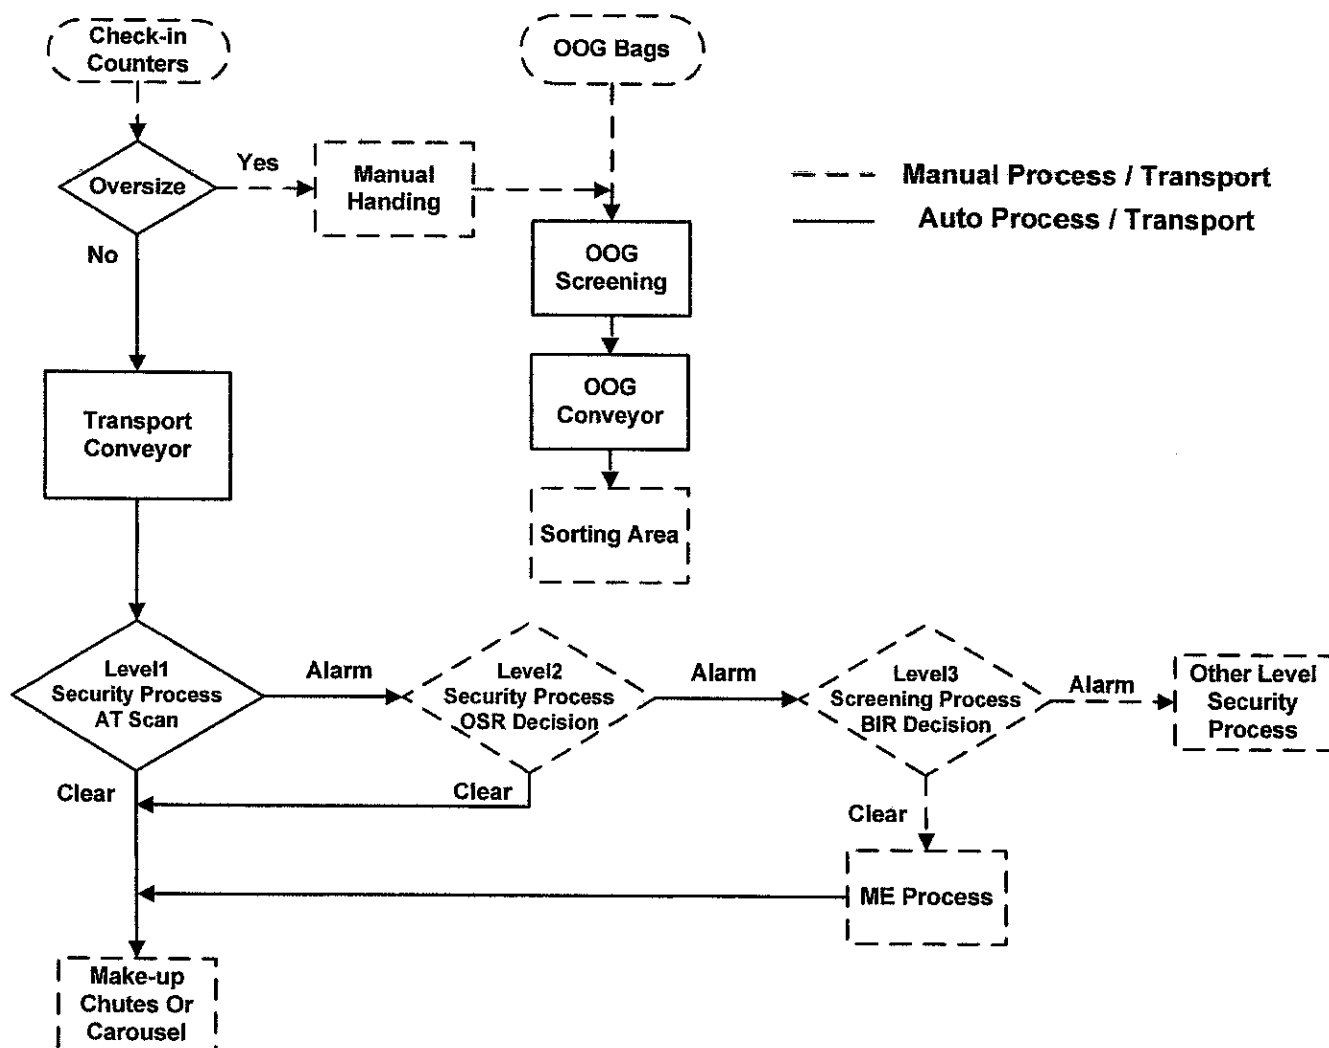 Check-in
Counters
OOG Bags
Oversize
Yes
Manual
Handing
Manual Process / Transport
Auto Process / Transport
No
OOG
Screening
OOG
Conveyor
Transport
Conveyor
Sorting Area
Level1
Security Process
AT Scan
Alarm
Level2
Security Process
OSR Decision
Alarm
Level3
Screening Process
BIR Decision
Alarm
Other Level
Security
Process
Clear
Clear
Clear
ME Process
Make-up
Chutes Or
Carousel